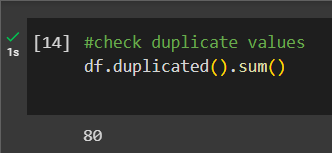 [14] #check duplicate values
1s df.duplicated().sum()
80